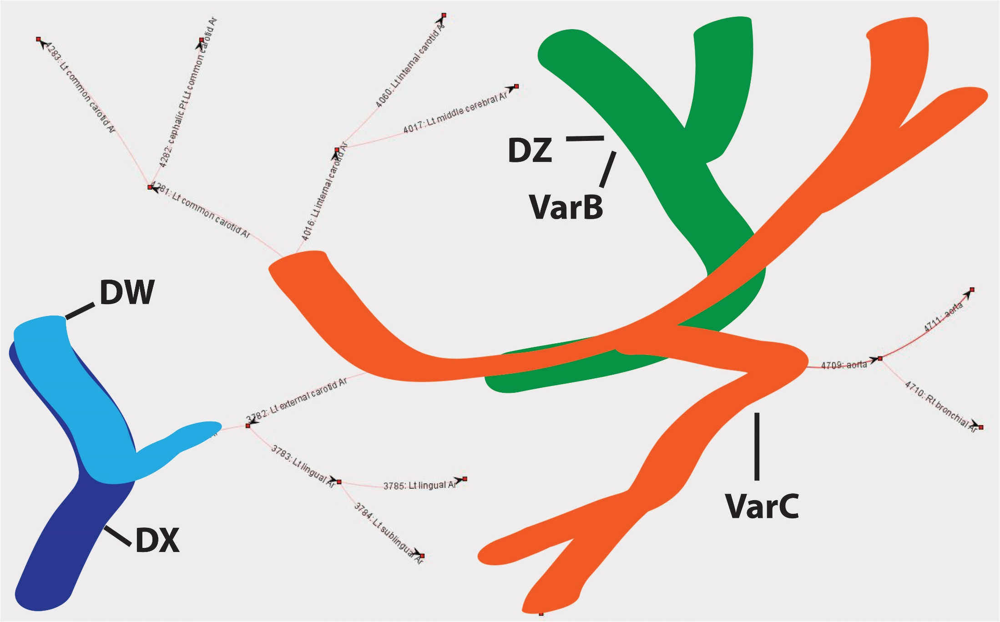 4283: Lt common carotid Ar
4282: cephalic Pt Lt common carotid Ar
4060: Lt internal carotid Ar
4017: Lt middle cerebral Ar
4281: Lt common carotid Ar
4016: Lt internal carotid Ar
DZ
VarB
DW
4711: aorta
4709: aorta
3782: Lt external carotid Ar
4710: Rt bronchial Ar
3783: Lt lingual Ar
3785: Lt lingual Ar
VarC
3784: Lt sublingual Ar
DX